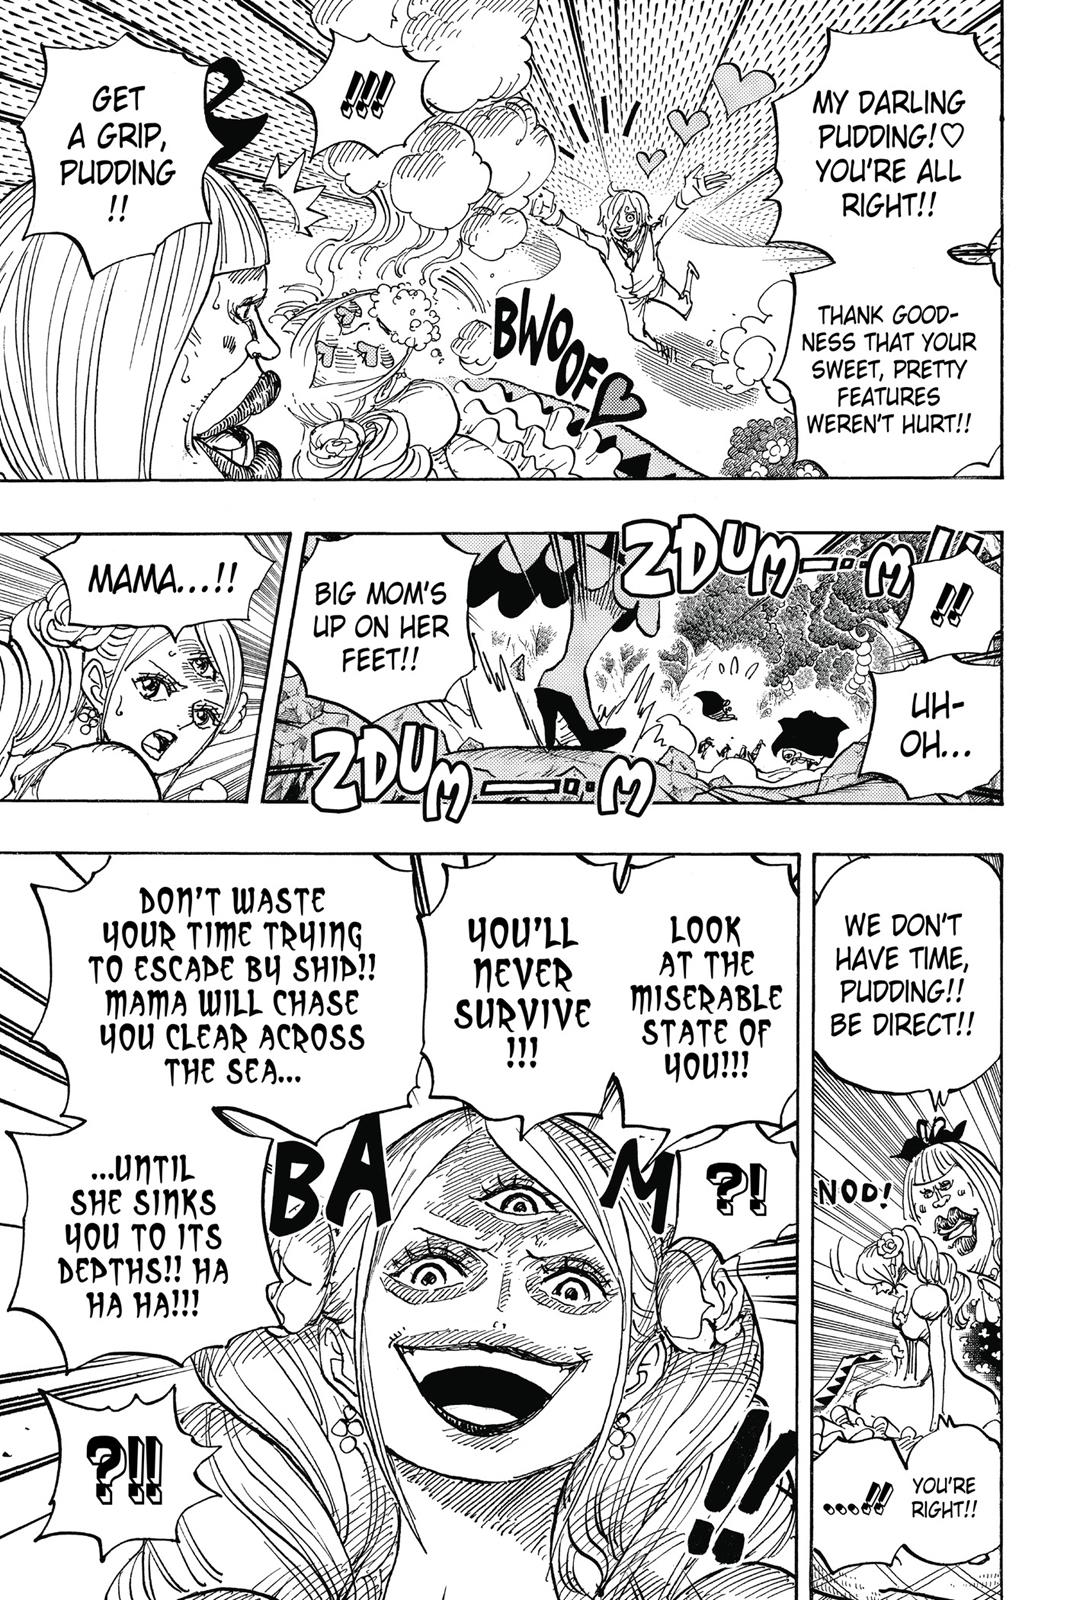 MY DARLING
PUDDING!♡
YOU'RE ALL
RIGHT!!
THANK GOOD-
NESS THAT YOUR
SWEET, PRETTY
FEATURES
WEREN'T HURT!!
!!!
GET
A GRIP,
PUDDING
!!
BWOOF♡
!!
!!
UH-
OH...
ZDUM—..M
BIG MOM'S
UP ON HER
FEET!!
ZDUM—..M
MAMA...!!
WE DON'T
HAVE TIME,
PUDDING!!
BE DIRECT!!
NOD!
...!!
YOU'RE
RIGHT!!
LOOK
AT THE
MISERABLE
STATE OF
YOU!!!
YOU'LL
NEVER
SURVIVE
!!!
DON'T WASTE
YOUR TIME TRYING
TO ESCAPE BY SHIP!!
MAMA WILL CHASE
YOU CLEAR ACROSS
THE SEA...
BAM
?!
...UNTIL
SHE SINKS
YOU TO ITS
DEPTHS!! HA
HA HA!!!
?!!
!!